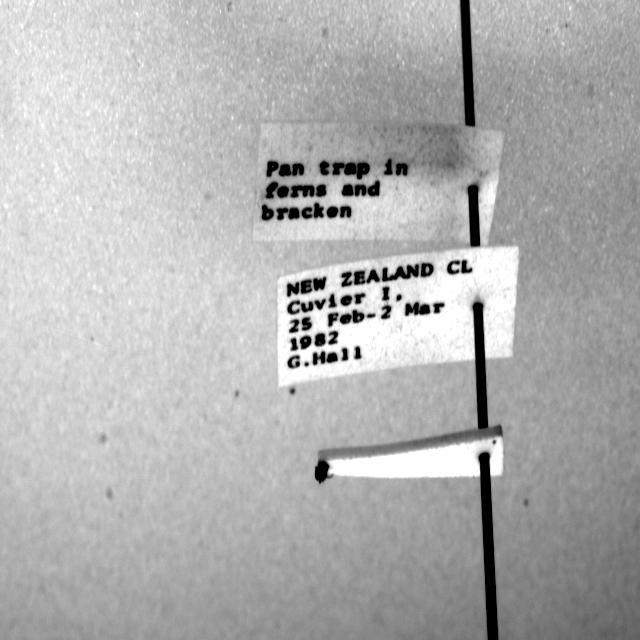 Pan trap in
ferns and
bracken
NEW ZEALAND CL
Cuvier I.
25 Feb-2 Mar
1982
G.Hall